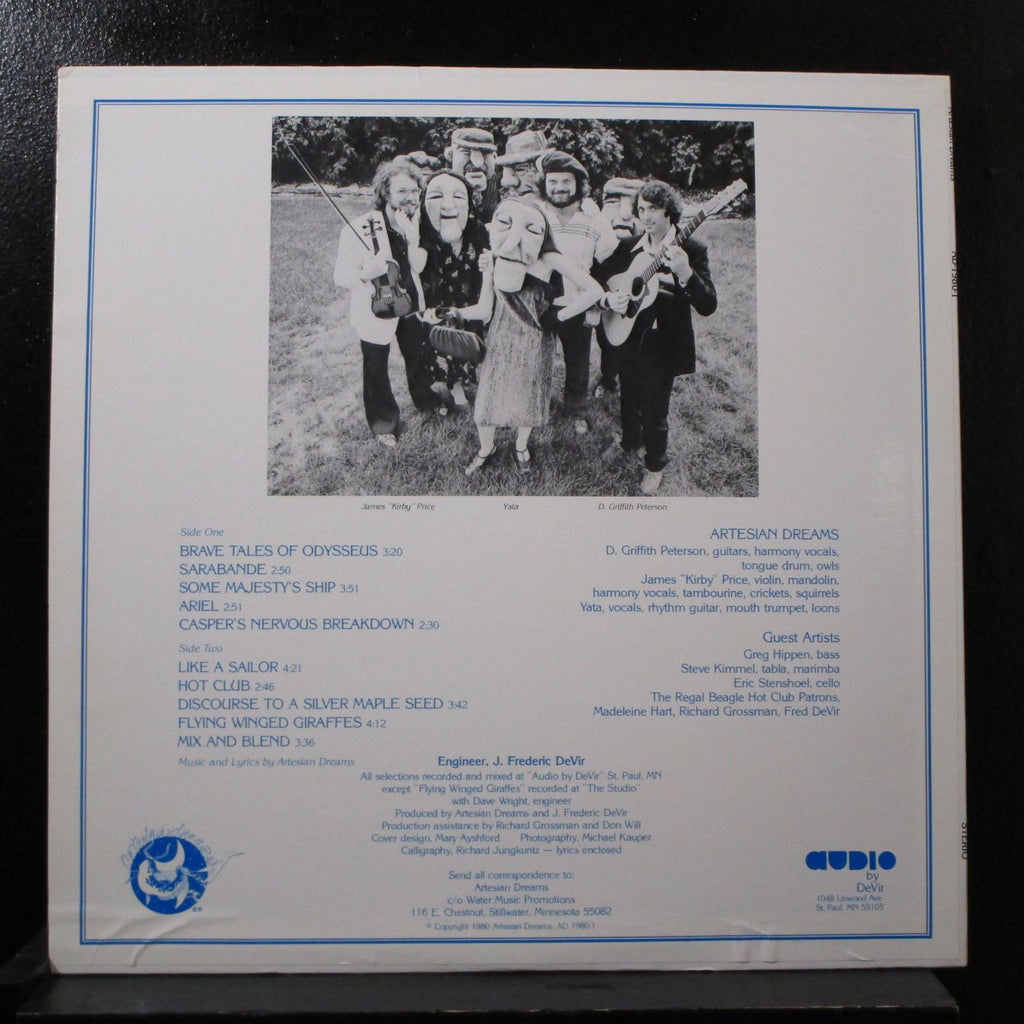 James "Kirby" Price
Yata
D. Griffith Peterson
Side One
BRAVE TALES OF ODYSSEUS 3:20
SARABANDE 2:50
SOME MAJESTY'S SHIP 3:51
ARIEL 2:51
CASPER'S NERVOUS BREAKDOWN 2:30
Side Two
LIKE A SAILOR 4:21
HOT CLUB 2:46
DISCOURSE TO A SILVER MAPLE SEED 3:42
FLYING WINGED GIRAFFES 4:12
MIX AND BLEND 3:36
Music and Lyrics by Artesian Dreams
ARTESIAN DREAMS
D. Griffith Peterson, guitars, harmony vocals,
tongue drum, owls
James "Kirby" Price, violin, mandolin,
harmony vocals, tambourine, crickets, squirrels
Yata, vocals, rhythm guitar, mouth trumpet, loons
Guest Artists
Greg Hippen, bass
Steve Kimmel, tabla, marimba
Eric Stenshoel, cello
The Regal Beagle Hot Club Patrons,
Madeleine Hart, Richard Grossman, Fred DeVir
Engineer, J. Frederic DeVir
All selections recorded and mixed at "Audio by DeVir" St. Paul, MN
except "Flying Winged Giraffes" recorded at "The Studio"
with Dave Wright, engineer
Produced by Artesian Dreams and J. Frederic DeVir
Production assistance by Richard Grossman and Don Will
Cover design, Mary Ayshford Photography, Michael Kauper
Calligraphy, Richard Jungkuntz — lyrics enclosed
Send all correspondence to:
Artesian Dreams
c/o Water Music Promotions
116 E. Chestnut, Stillwater, Minnesota 55082
© Copyright 1980 Artesian Dreams. AD 1980-1
AUDIO
by
DeVir
1048 Linwood Ave.
St. Paul, MN 55105
STEREO